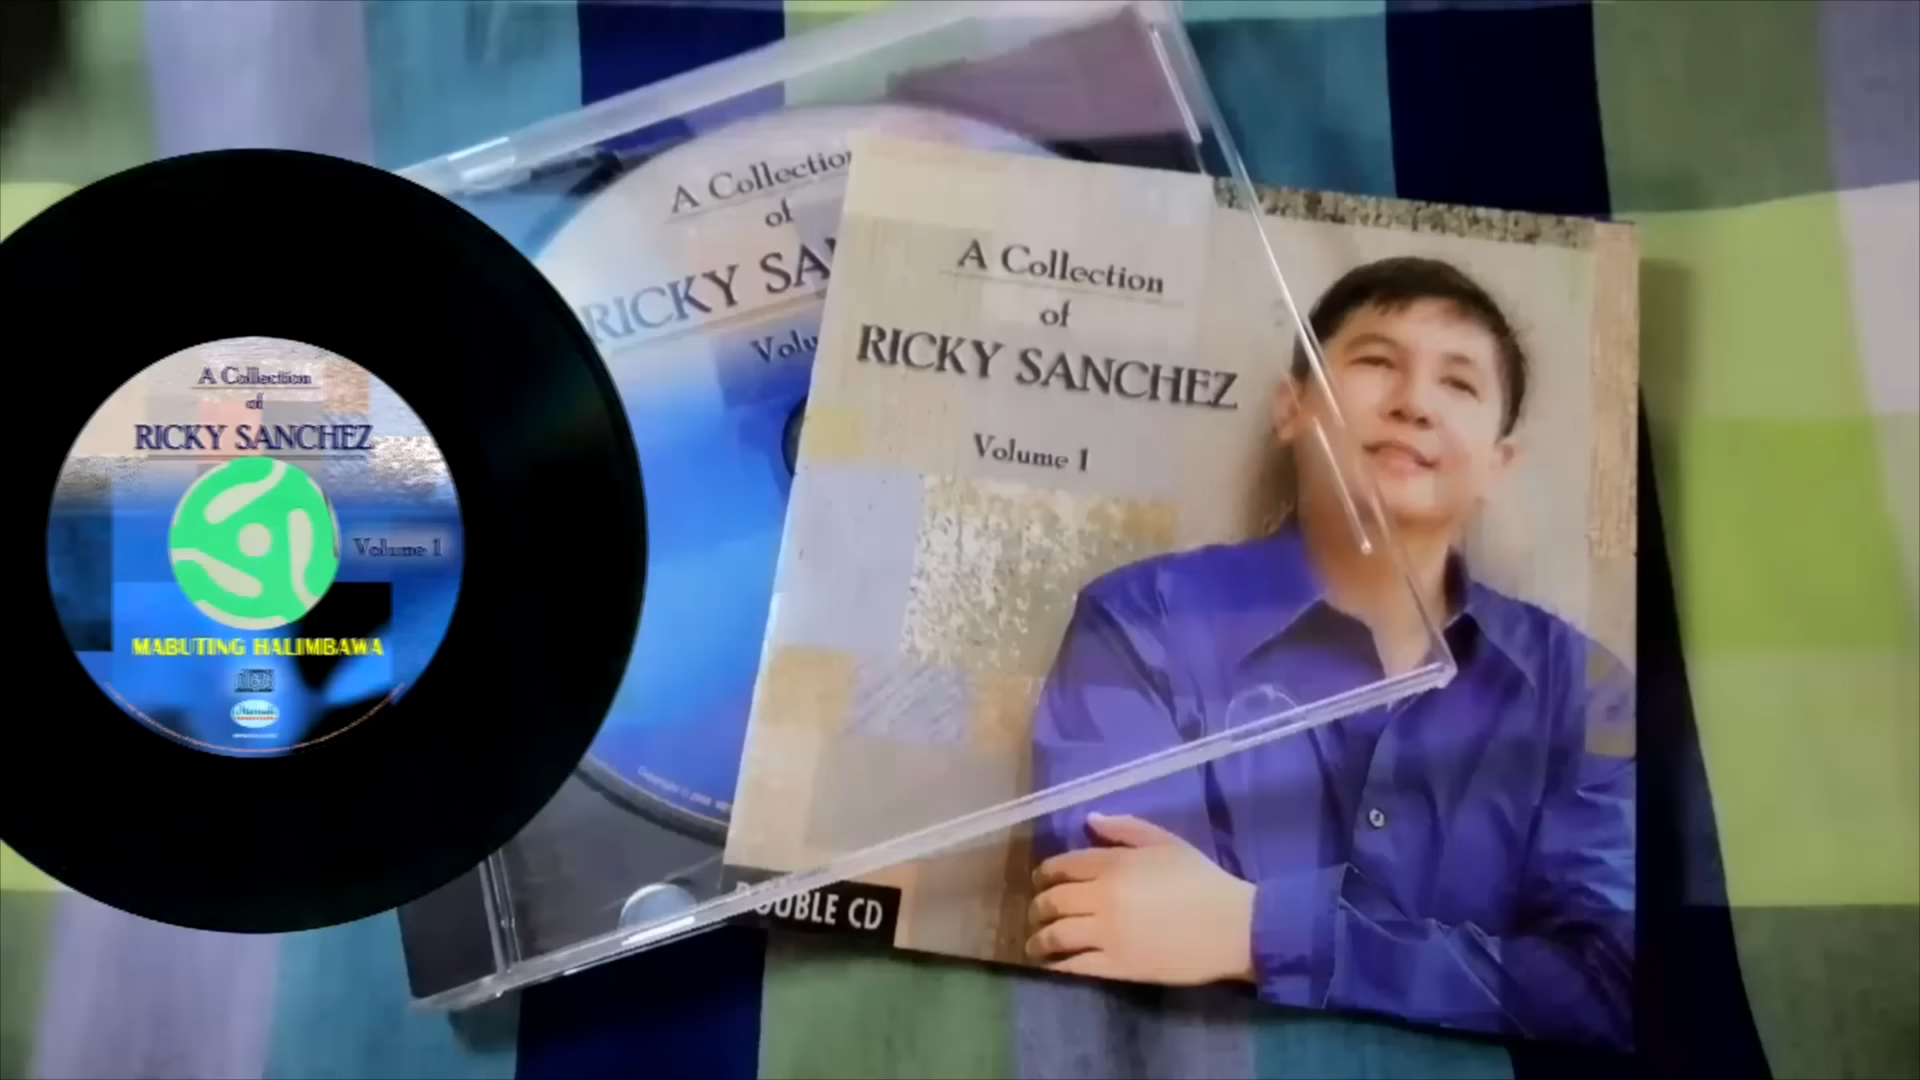 A Collection
of
RICKY SANCHEZ
Volume 1
MABUTING HALIMBAWA
A Collection
of
RICKY SA
Volu
A Collection
of
RICKY SANCHEZ
Volume 1
DOUBLE CD